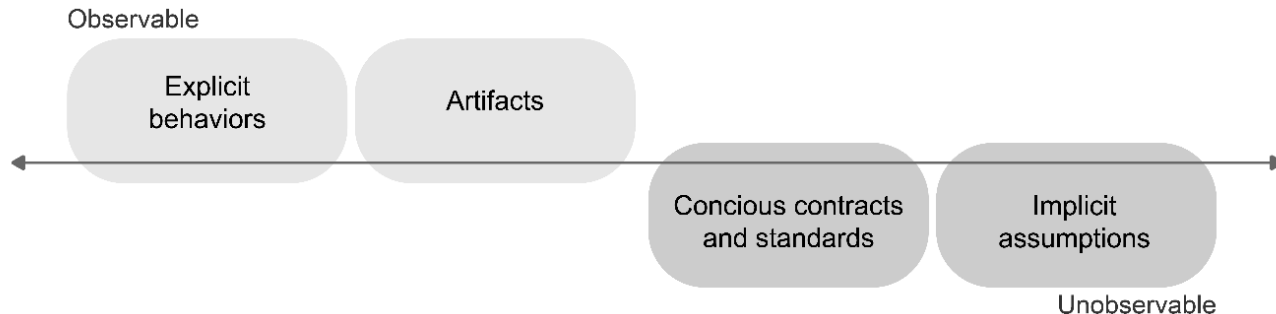 Observable
Explicit
behaviors
Artifacts
Concious contracts
and standards
Implicit
assumptions
Unobservable